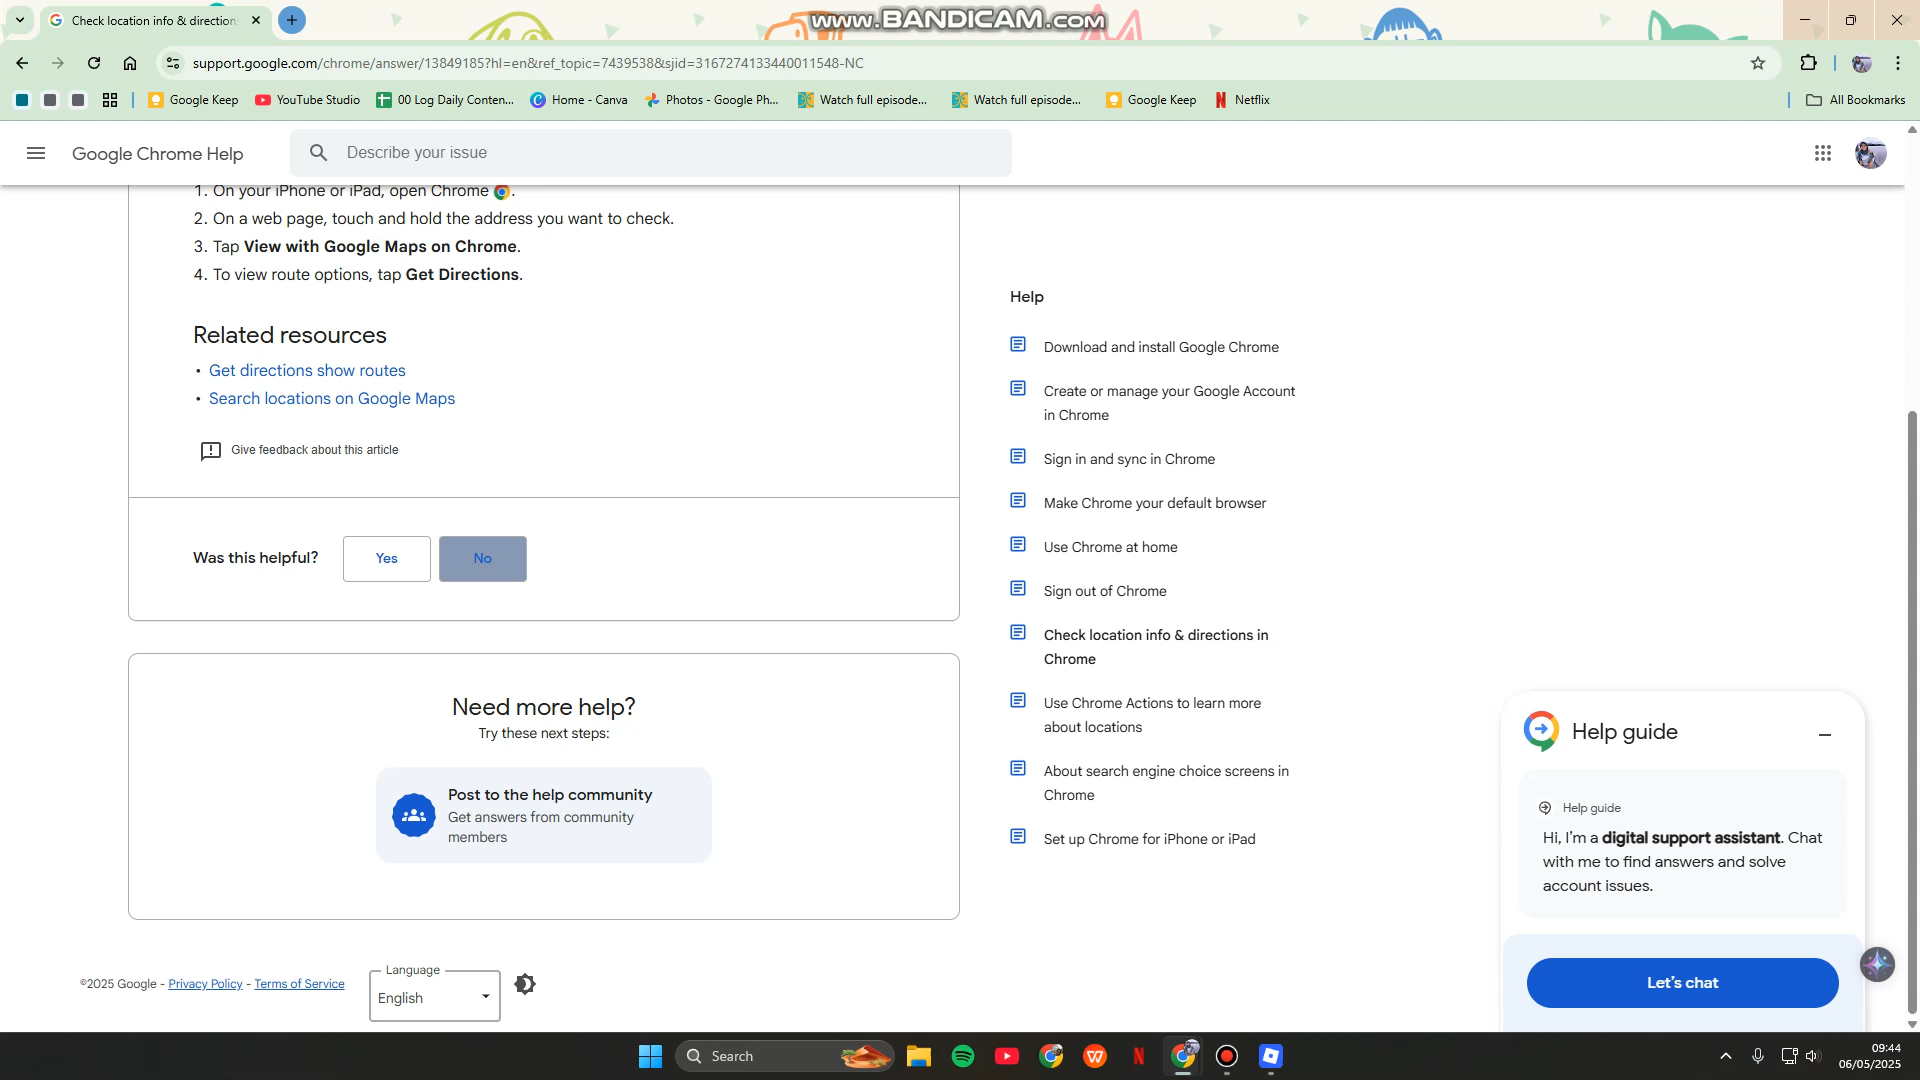 Check location info & direction
www.BANDICAM.com
support.google.com/chrome/answer/13849185?hl=en&ref_topic=7439538&sjid=3167274133440011548-NC
Google Keep
YouTube Studio
00 Log Daily Conten...
Home - Canva
Photos - Google Ph...
Watch full episode...
Watch full episode...
Google Keep
Netflix
All Bookmarks
Google Chrome Help
Describe your issue
1. On your iPhone or iPad, open Chrome.
2. On a web page, touch and hold the address you want to check.
3. Tap View with Google Maps on Chrome.
4. To view route options, tap Get Directions.
Related resources
• Get directions show routes
• Search locations on Google Maps
Give feedback about this article
Was this helpful?
Yes
No
Need more help?
Try these next steps:
Post to the help community
Get answers from community
members
Help
Download and install Google Chrome
Create or manage your Google Account
in Chrome
Sign in and sync in Chrome
Make Chrome your default browser
Use Chrome at home
Sign out of Chrome
Check location info & directions in
Chrome
Use Chrome Actions to learn more
about locations
About search engine choice screens in
Chrome
Set up Chrome for iPhone or iPad
Help guide
Help guide
Hi, I'm a digital support assistant. Chat
with me to find answers and solve
account issues.
Let's chat
©2025 Google - Privacy Policy - Terms of Service
Language
English
Search
09:44
06/05/2025